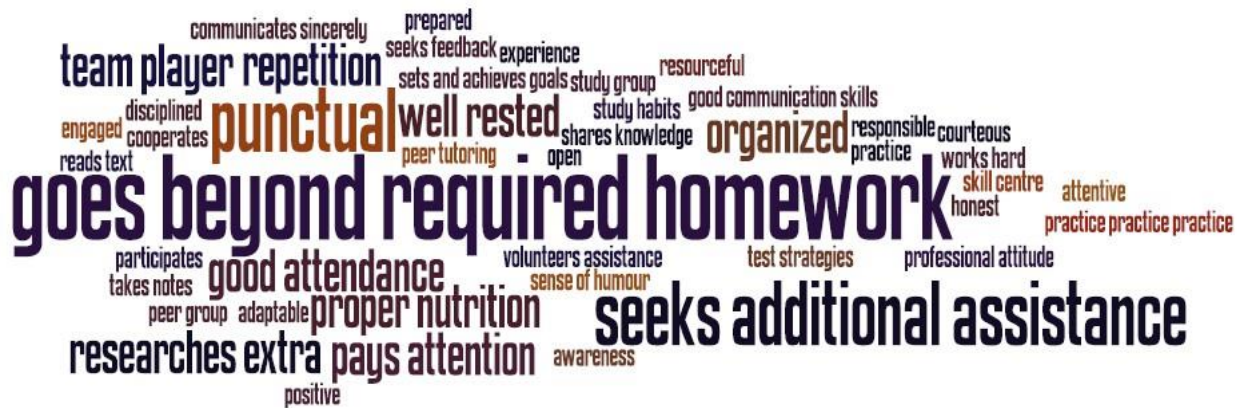 communicates sincerely
prepared
team player
repetition
seeks feedback
experience
sets and achieves goals
study group
resourceful
disciplined
punctual
well rested
study habits
good communication skills
engaged
cooperates
shares knowledge
organized
responsible
courteous
reads text
peer tutoring
open
practice
works hard
goes beyond required homework
skill centre
attentive
honest
practice practice practice
participates
good attendance
volunteers assistance
test strategies
professional attitude
takes notes
sense of humour
peer group
adaptable
proper nutrition
seeks additional assistance
researches extra
pays attention
awareness
positive